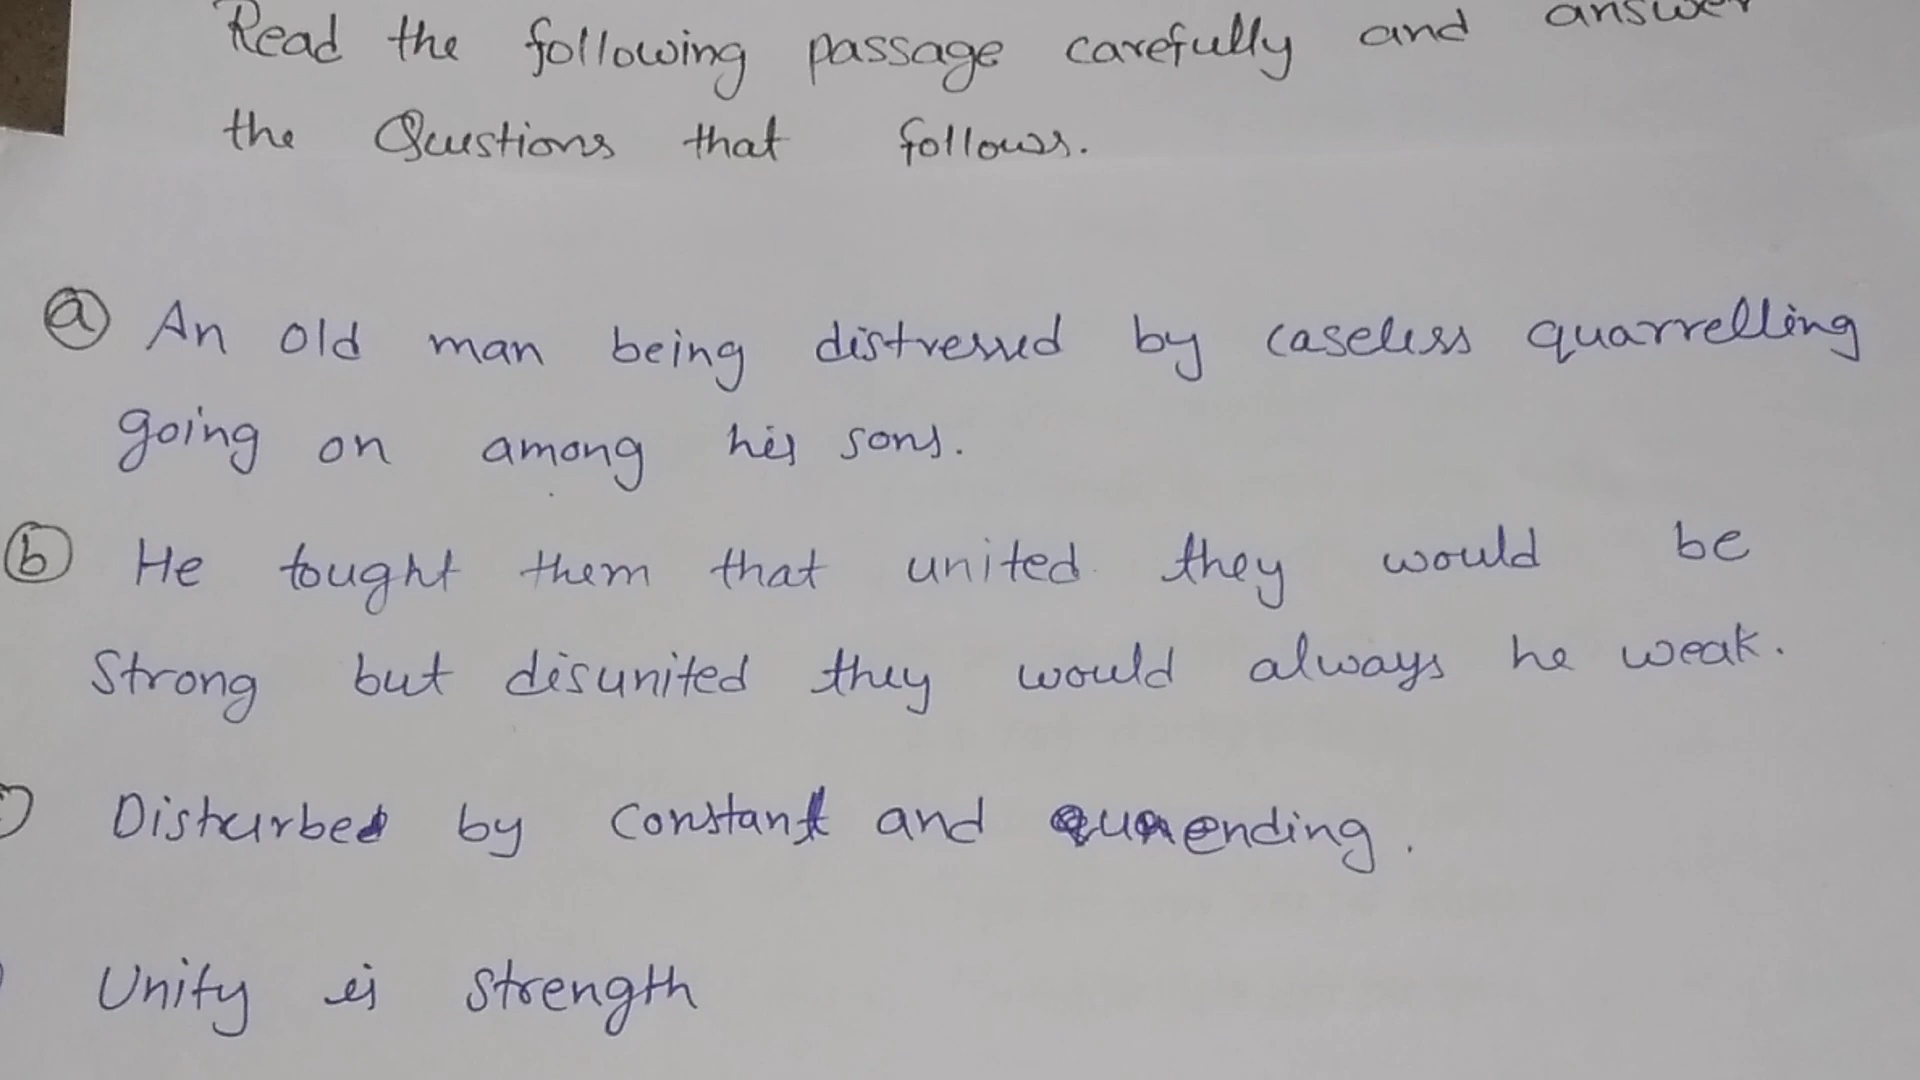 Read the following passage carefully and answer
the Questions that follows.
(a) An old man being distressed by caseless quarrelling
going on among his sons.
(b) He tought them that united they would be
Strong but disunited they would always he weak.
Disturbed by constant and ending.
Unity is strength